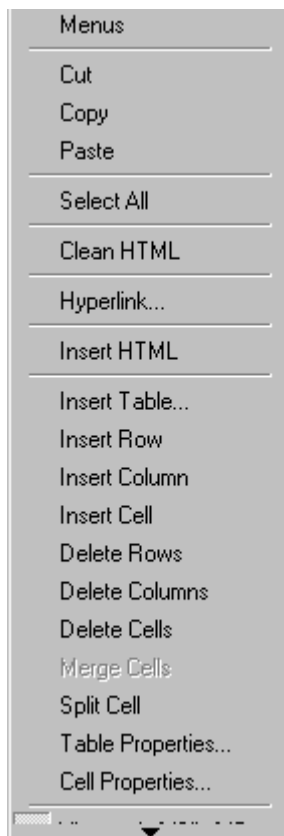 Menus
Cut
Copy
Paste
Select All
Clean HTML
Hyperlink...
Insert HTML
Insert Table...
Insert Row
Insert Column
Insert Cell
Delete Rows
Delete Columns
Delete Cells
Merge Cells
Split Cell
Table Properties...
Cell Properties...